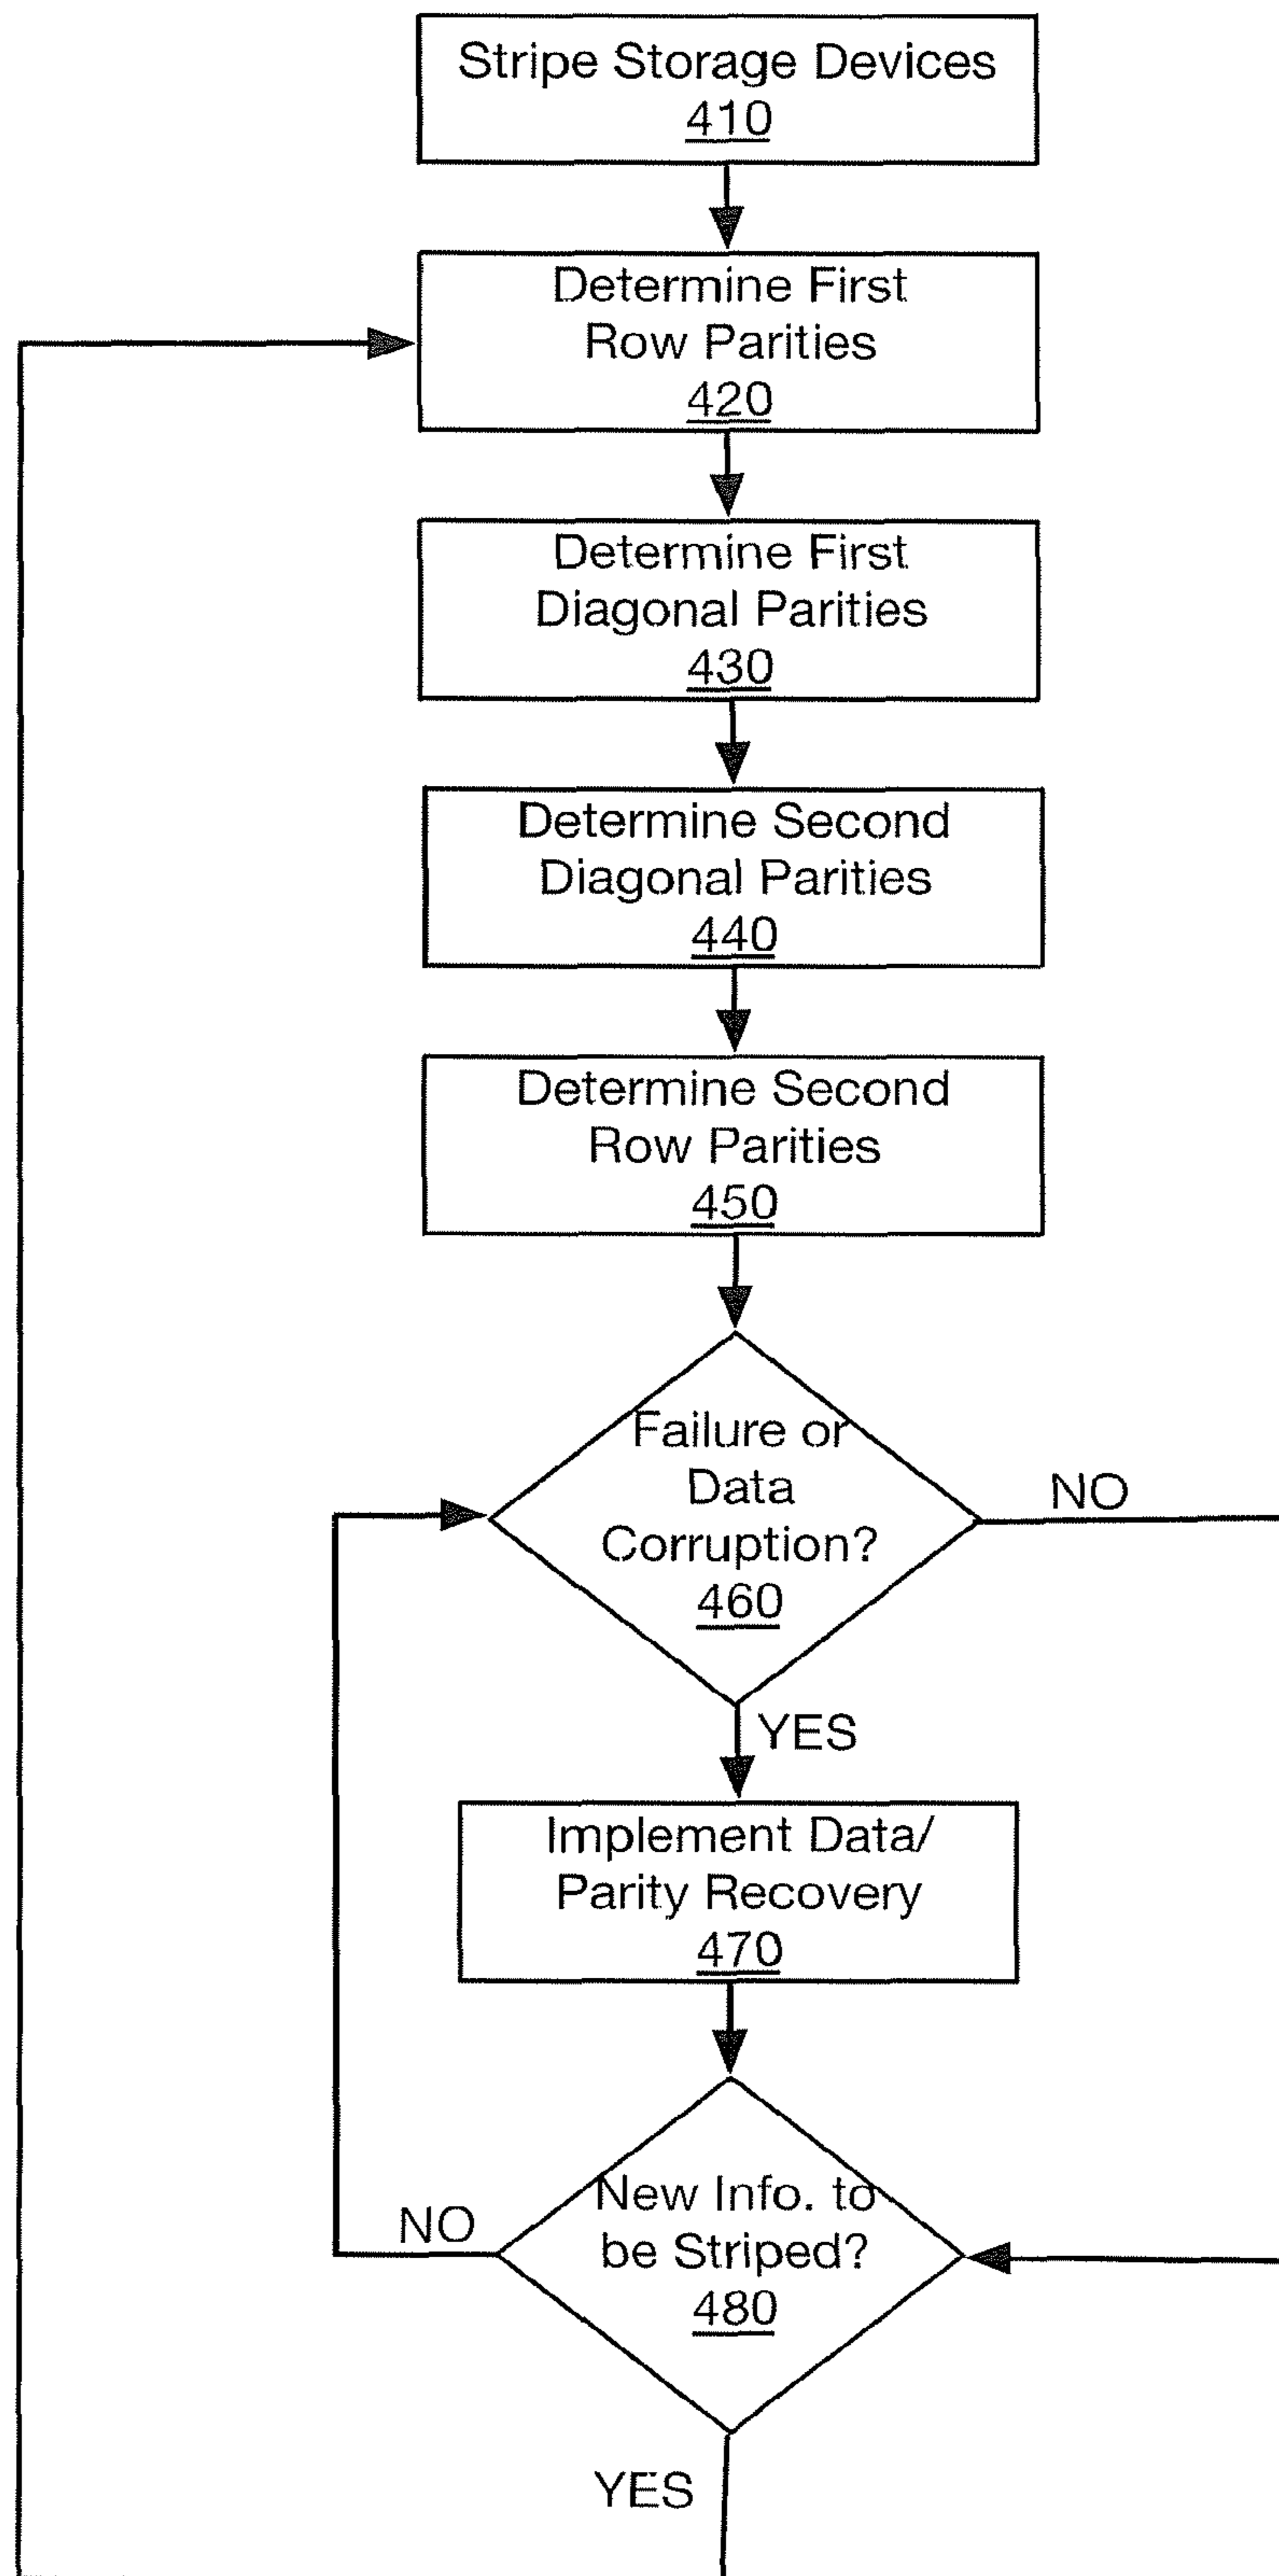 Stripe Storage Devices
410
Determine First
Row Parities
420
Determine First
Diagonal Parities
430
Determine Second
Diagonal Parities
440
Determine Second
Row Parities
450
Failure or
Data
Corruption?
460
NO
YES
Implement Data/
Parity Recovery
470
New Info. to
be Striped?
480
NO
YES